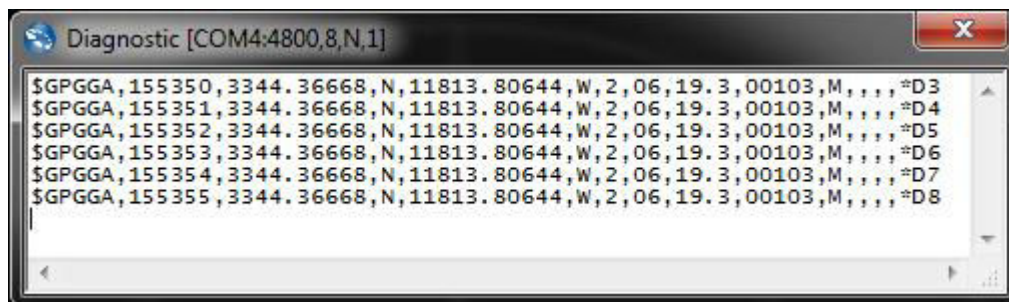 Diagnostic [COM4:4800,8,N,1]
$GPGGA,155350,3344.36668,N,11813.80644,W,2,06,19.3,00103,M,,,,*D3
$GPGGA,155351,3344.36668,N,11813.80644,W,2,06,19.3,00103,M,,,,*D4
$GPGGA,155352,3344.36668,N,11813.80644,W,2,06,19.3,00103,M,,,,*D5
$GPGGA,155353,3344.36668,N,11813.80644,W,2,06,19.3,00103,M,,,,*D6
$GPGGA,155354,3344.36668,N,11813.80644,W,2,06,19.3,00103,M,,,,*D7
$GPGGA,155355,3344.36668,N,11813.80644,W,2,06,19.3,00103,M,,,,*D8